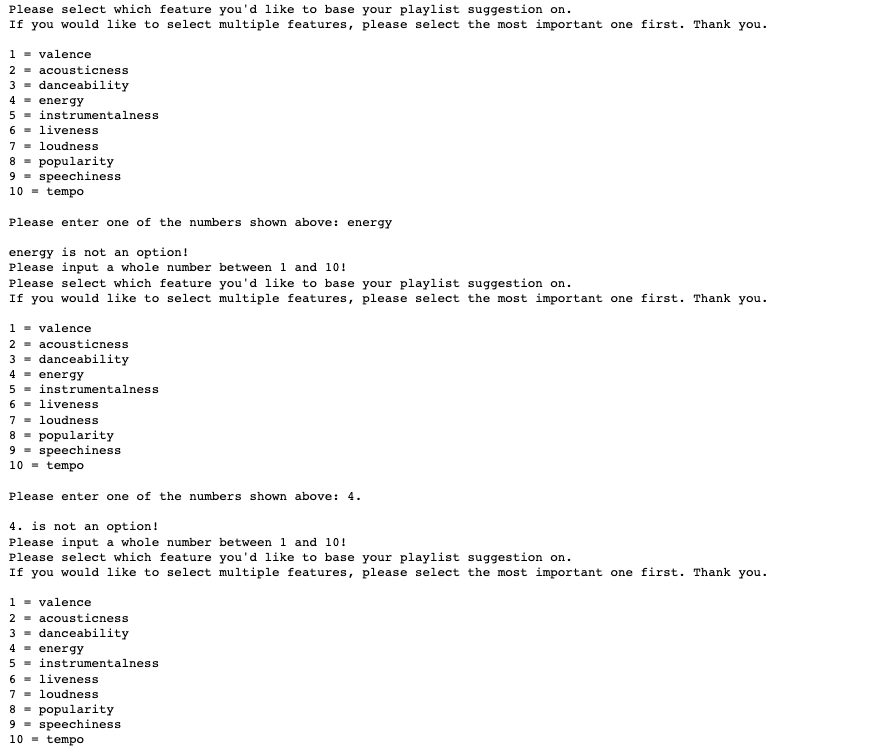 Please select which feature you'd like to base your playlist suggestion on.
If you would like to select multiple features, please select the most important one first. Thank you.
1 = valence
2 = acousticness
3 = danceability
4 = energy
5 = instrumentalness
6 = liveness
7 = loudness
8 = popularity
9 = speechiness
10 = tempo
Please enter one of the numbers shown above: energy
energy is not an option!
Please input a whole number between 1 and 10!
Please select which feature you'd like to base your playlist suggestion on.
If you would like to select multiple features, please select the most important one first. Thank you.
1 = valence
2 = acousticness
3 = danceability
4 = energy
5 = instrumentalness
6 = liveness
7 = loudness
8 = popularity
9 = speechiness
10 = tempo
Please enter one of the numbers shown above: 4.
4. is not an option!
Please input a whole number between 1 and 10!
Please select which feature you'd like to base your playlist suggestion on.
If you would like to select multiple features, please select the most important one first. Thank you.
1 = valence
2 = acousticness
3 = danceability
4 = energy
5 = instrumentalness
6 = liveness
7 = loudness
8 = popularity
9 = speechiness
10 = tempo